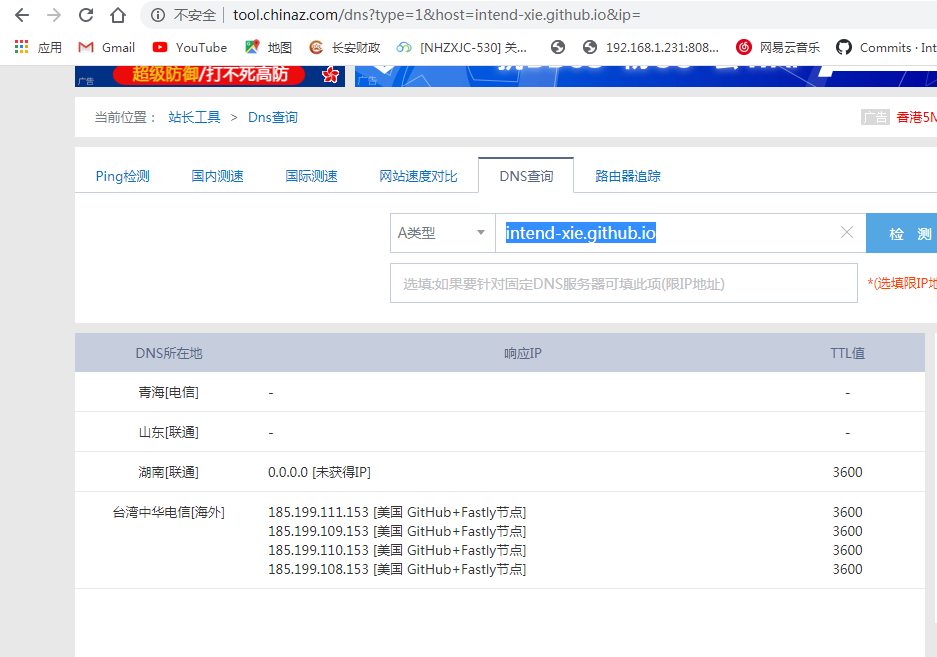 不安全 tool.chinaz.com/dns?type=1&host=intend-xie.github.io&ip=
应用 Gmail YouTube 地图 长安财政 [NHZXJC-530] 关... 192.168.1.231:808... 网易云音乐 Commits · Int
广告 超级防御/打不死高防 广告
当前位置： 站长工具 > Dns查询 广告 香港5M
Ping检测 国内测速 国际测速 网站速度对比 DNS查询 路由器追踪
A类型 intend-xie.github.io 检 测
选填:如果要针对固定DNS服务器可填此项(限IP地址) *(选填限IP地
DNS所在地 响应IP TTL值
青海[电信] - -
山东[联通] - -
湖南[联通] 0.0.0.0 [未获得IP] 3600
台湾中华电信[海外] 185.199.111.153 [美国 GitHub+Fastly节点] 3600
185.199.109.153 [美国 GitHub+Fastly节点] 3600
185.199.110.153 [美国 GitHub+Fastly节点] 3600
185.199.108.153 [美国 GitHub+Fastly节点] 3600